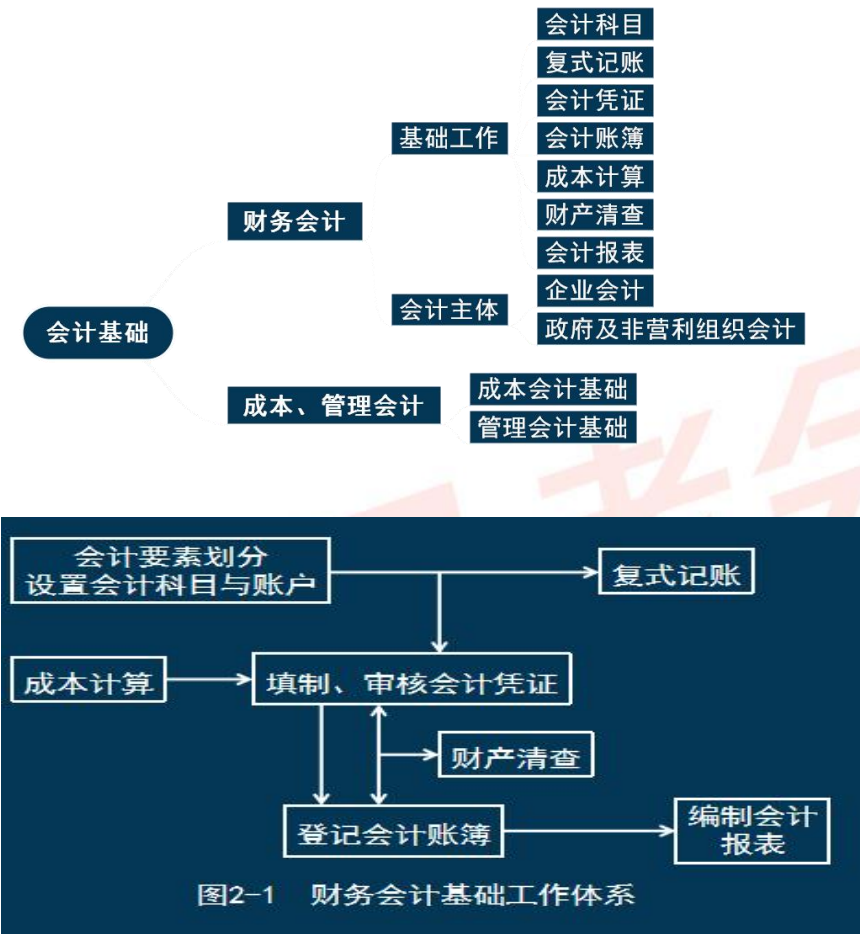 会计科目
复式记账
会计凭证
基础工作
会计账簿
成本计算
财务会计
财产清查
会计报表
企业会计
会计主体
政府及非营利组织会计
会计基础
成本会计基础
成本、管理会计
管理会计基础
会计要素划分
设置会计科目与账户
复式记账
成本计算
填制、审核会计凭证
财产清查
登记会计账簿
编制会计
报表
图2-1 财务会计基础工作体系